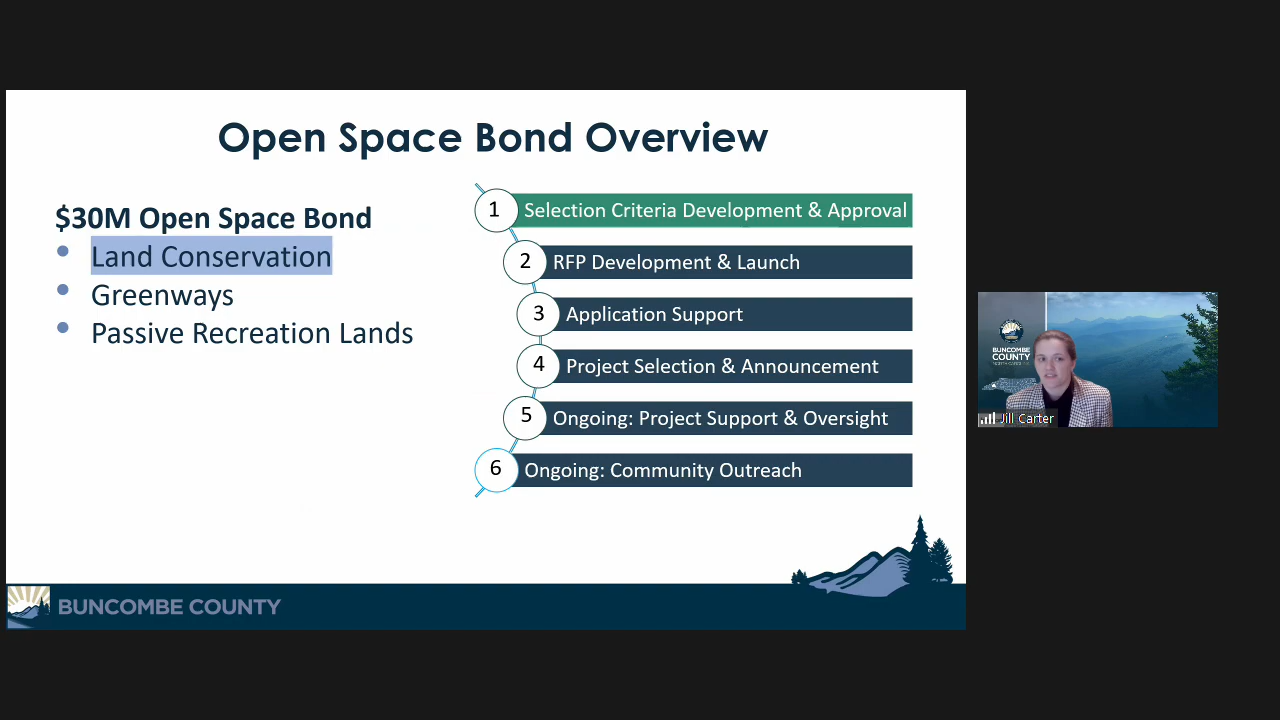 Open Space Bond Overview
$30M Open Space Bond
• Land Conservation
• Greenways
• Passive Recreation Lands
1 Selection Criteria Development & Approval
2 RFP Development & Launch
3 Application Support
4 Project Selection & Announcement
5 Ongoing: Project Support & Oversight
6 Ongoing: Community Outreach
BUNCOMBE COUNTY
BUNCOMBE
COUNTY
Jill Carter